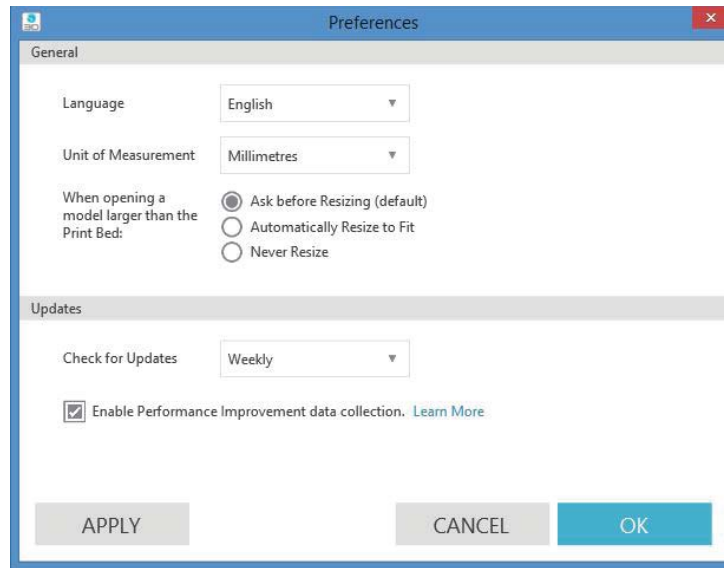 Preferences
General
Language
English
Unit of Measurement
Millimetres
When opening a
model larger than the
Print Bed:
Ask before Resizing (default)
Automatically Resize to Fit
Never Resize
Updates
Check for Updates
Weekly
Enable Performance Improvement data collection. Learn More
APPLY
CANCEL
OK